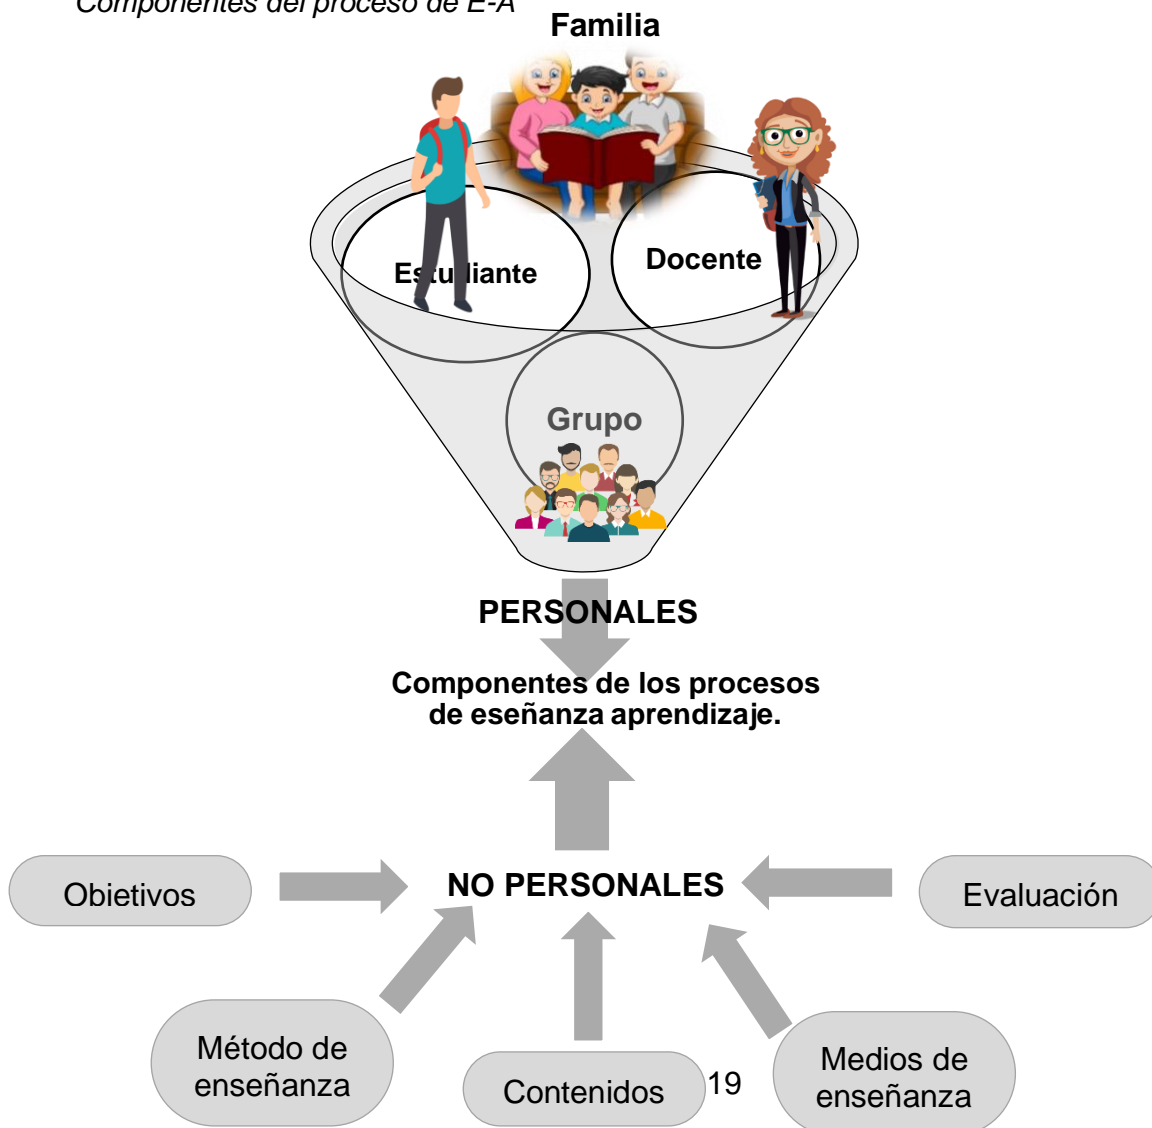 Componentes del proceso de E-A
Familia
Estudiante
Docente
Grupo
PERSONALES
Componentes de los procesos
de eseñanza aprendizaje.
NO PERSONALES
Objetivos
Evaluación
Método de
enseñanza
Contenidos
19
Medios de
enseñanza